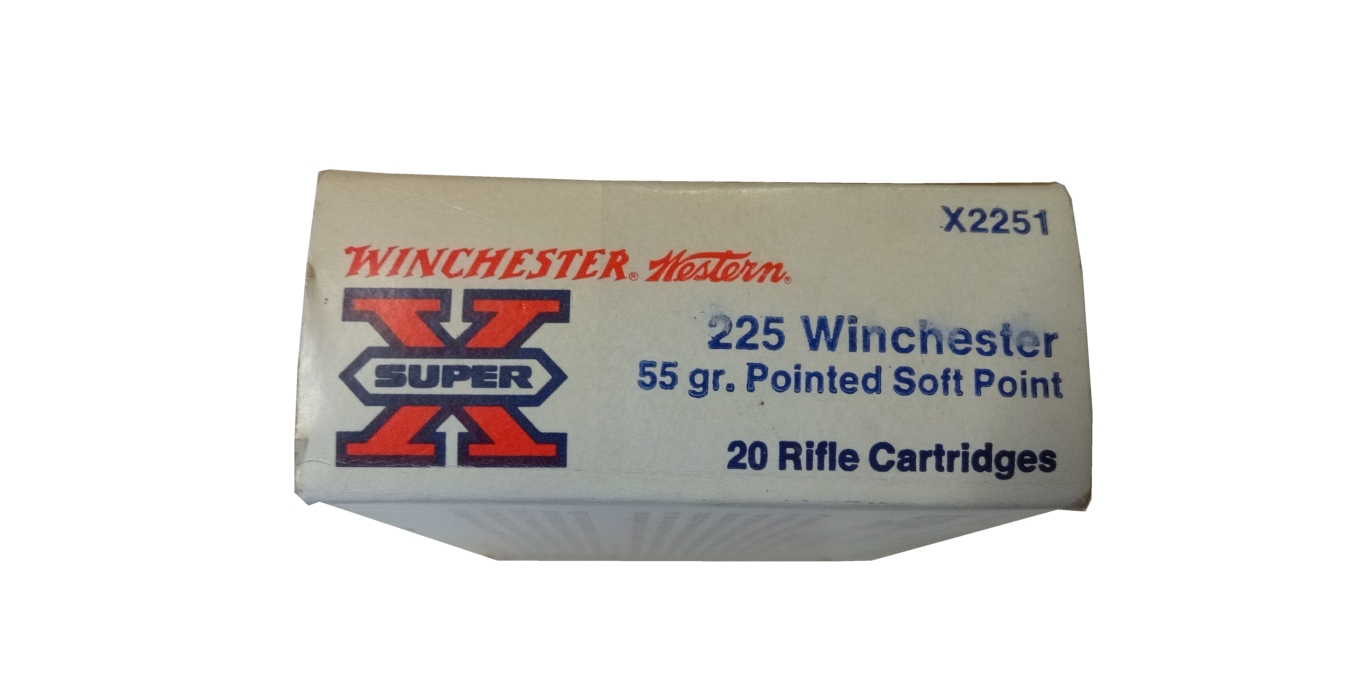 X2251
WINCHESTER® Western®
SUPER X
225 Winchester
55 gr. Pointed Soft Point
20 Rifle Cartridges